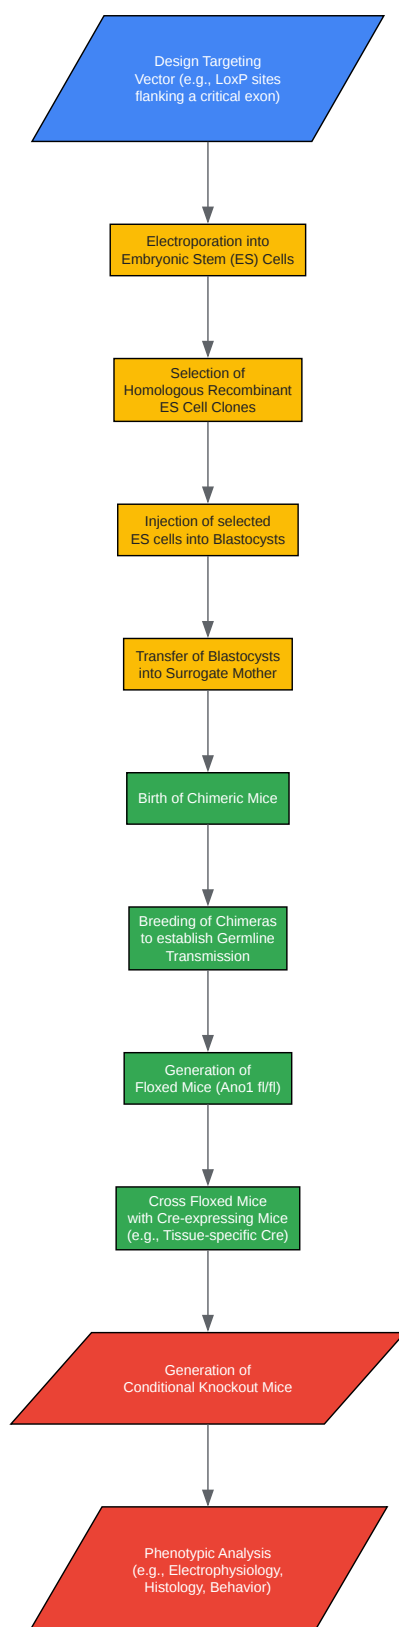 Design Targeting
Vector (e.g., LoxP sites
flanking a critical exon)
Electroporation into
Embryonic Stem (ES) Cells
Selection of
Homologous Recombinant
ES Cell Clones
Injection of selected
ES cells into Blastocysts
Transfer of Blastocysts
into Surrogate Mother
Birth of Chimeric Mice
Breeding of Chimeras
to establish Germline
Transmission
Generation of
Floxed Mice (Ano1 fl/fl)
Cross Floxed Mice
with Cre-expressing Mice
(e.g., Tissue-specific Cre)
Generation of
Conditional Knockout Mice
Phenotypic Analysis
(e.g., Electrophysiology,
Histology, Behavior)